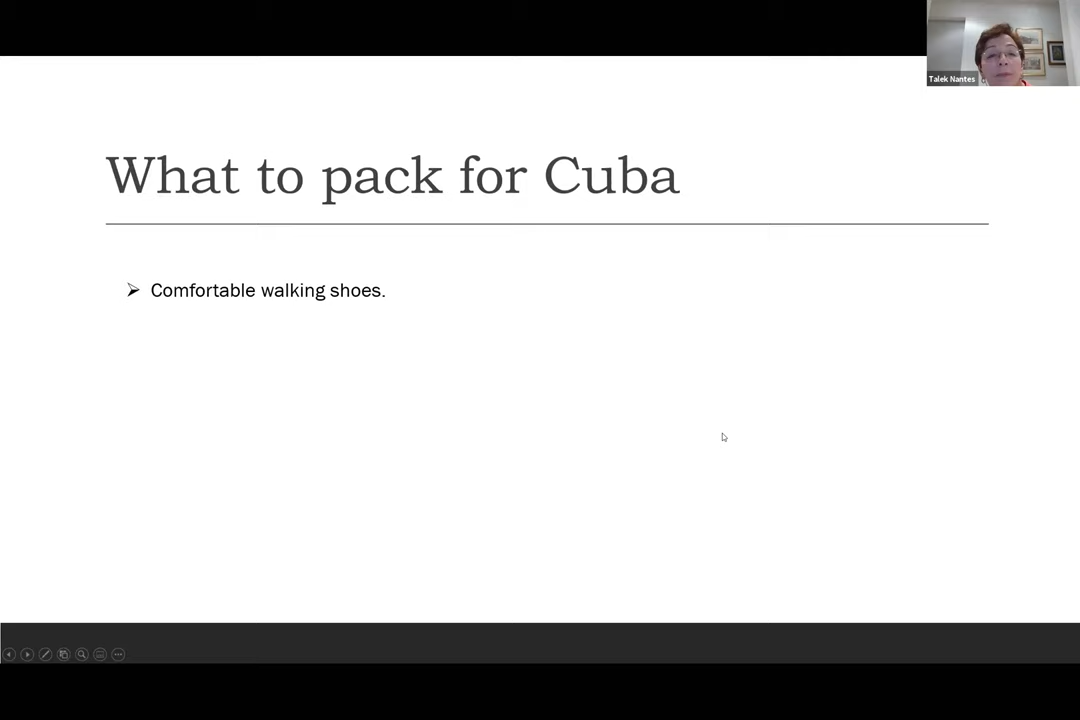 Talek Nantes
What to pack for Cuba
➢ Comfortable walking shoes.